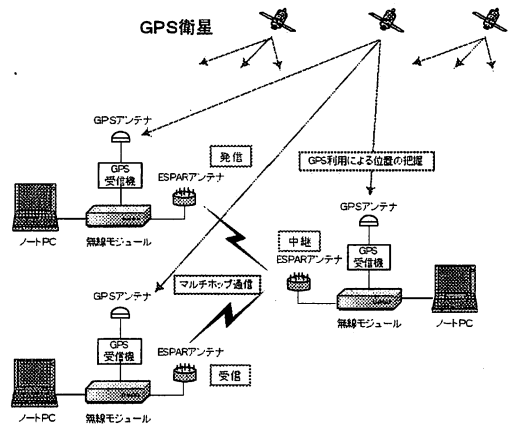 GPS衛星
GPSアンテナ
GPS
受信機
発信
ESPARアンテナ
ノートPC
無線モジュール
GPS利用による位置の把握
GPSアンテナ
中継
ESPARアンテナ
GPS
受信機
マルチホップ通信
無線モジュール
ノートPC
GPSアンテナ
GPS
受信機
ESPARアンテナ
受信
ノートPC
無線モジュール